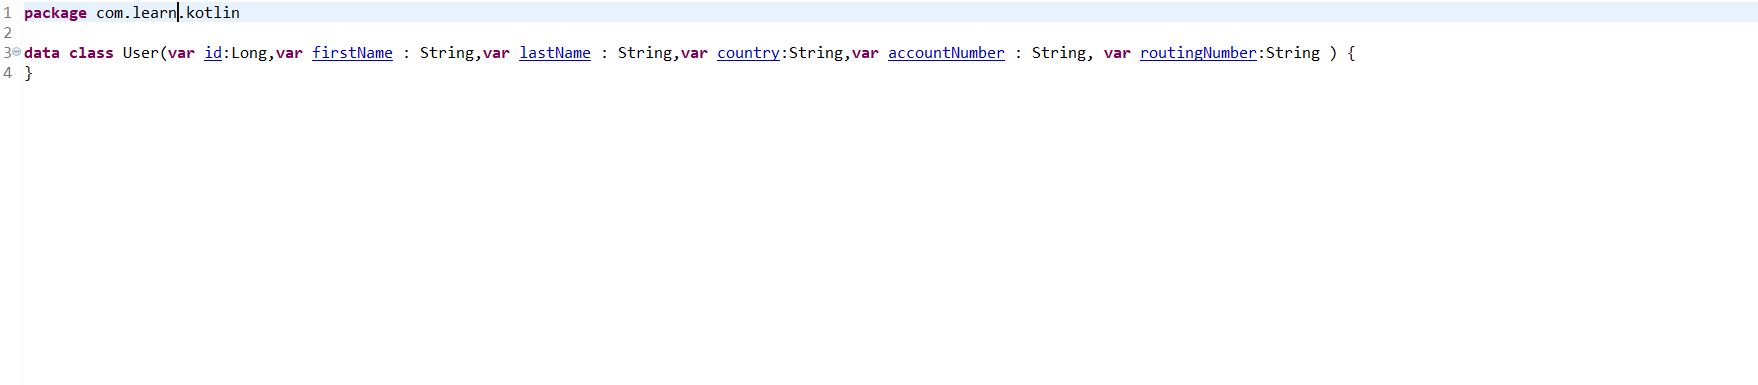 1 package com.learn.kotlin
2
3 data class User(var id:Long,var firstName : String,var lastName : String,var country:String,var accountNumber : String, var routingNumber:String ) {
4 }